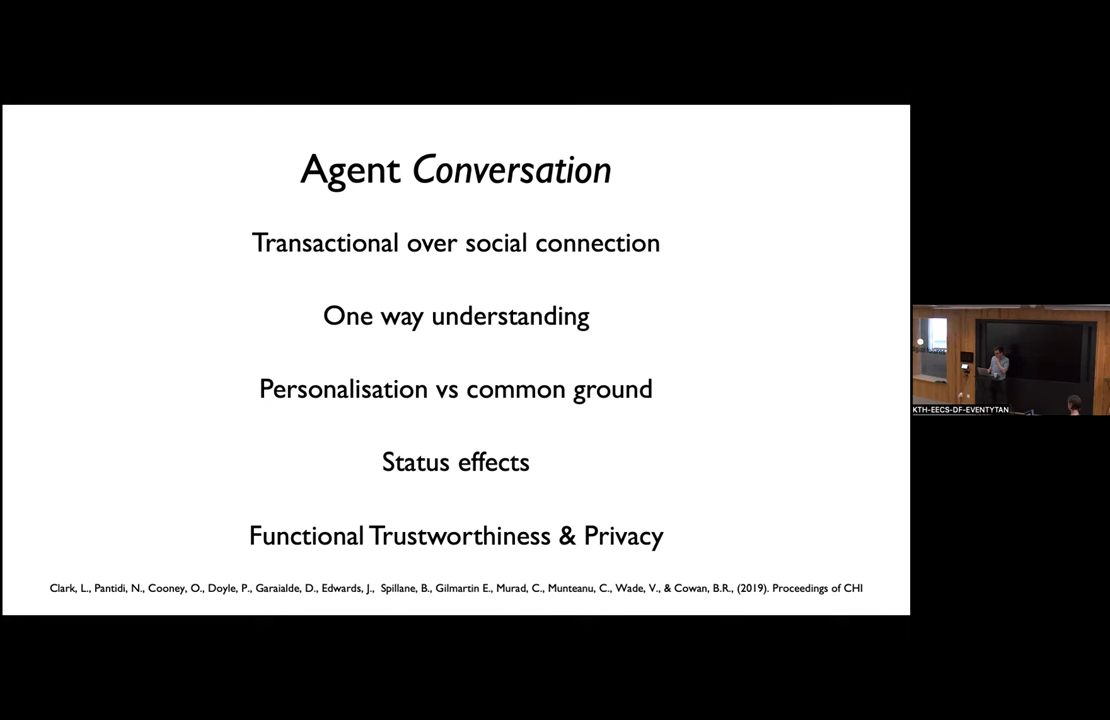 Agent Conversation
Transactional over social connection
One way understanding
Personalisation vs common ground
Status effects
Functional Trustworthiness & Privacy
Clark, L., Pantidi, N., Cooney, O., Doyle, P., Garaialde, D., Edwards, J., Spillane, B., Gilmartin E., Murad, C., Munteanu, C., Wade, V., & Cowan, B.R., (2019). Proceedings of CHI
KTH-EECS-DF-EVENTYTAN